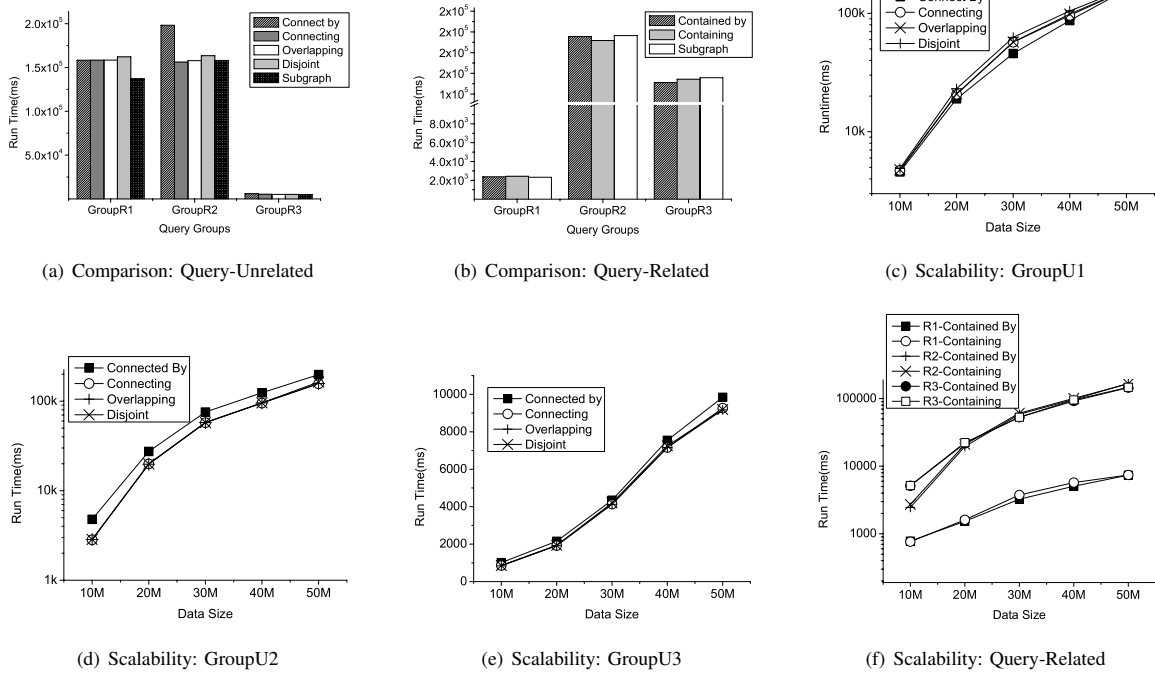 2.0x10⁵
1.5x10⁵
1.0x10⁵
5.0x10⁴
Run Time(ms)
Connect by
Connecting
Overlapping
Disjoint
Subgraph
GroupR1 GroupR2 GroupR3
Query Groups
(a) Comparison: Query-Unrelated
2x10⁵
2x10⁵
2x10⁵
2x10⁵
1x10⁵
8.0x10³
6.0x10³
4.0x10³
2.0x10³
Run Time(ms)
Contained by
Containing
Subgraph
GroupR1 GroupR2 GroupR3
Query Groups
(b) Comparison: Query-Related
100k
10k
Runtime(ms)
Connecting
Overlapping
Disjoint
10M 20M 30M 40M 50M
Data Size
(c) Scalability: GroupU1
100k
10k
1k
Run Time(ms)
Connected By
Connecting
Overlapping
Disjoint
10M 20M 30M 40M 50M
Data Size
(d) Scalability: GroupU2
10000
8000
6000
4000
2000
0
Run Time(ms)
Connected by
Connecting
Overlapping
Disjoint
10M 20M 30M 40M 50M
Data Size
(e) Scalability: GroupU3
100000
10000
1000
Run Time(ms)
R1-Contained By
R1-Containing
R2-Contained By
R2-Containing
R3-Contained By
R3-Containing
10M 20M 30M 40M 50M
Data Size
(f) Scalability: Query-Related